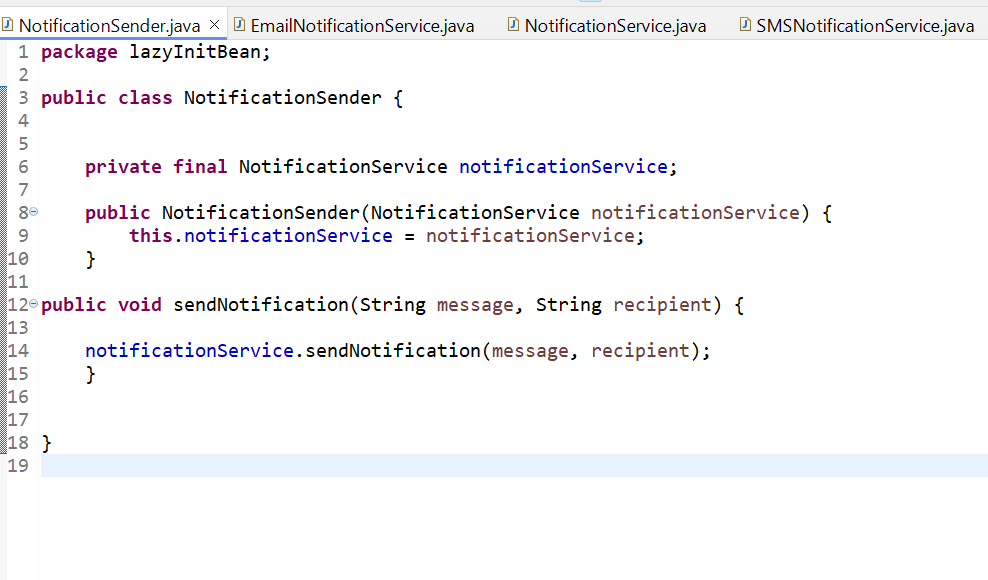 NotificationSender.java EmailNotificationService.java NotificationService.java SMSNotificationService.java
1 package lazyInitBean;
2
3 public class NotificationSender {
4
5
6     private final NotificationService notificationService;
7
8     public NotificationSender(NotificationService notificationService) {
9         this.notificationService = notificationService;
10     }
11
12 public void sendNotification(String message, String recipient) {
13
14     notificationService.sendNotification(message, recipient);
15     }
16
17
18 }
19